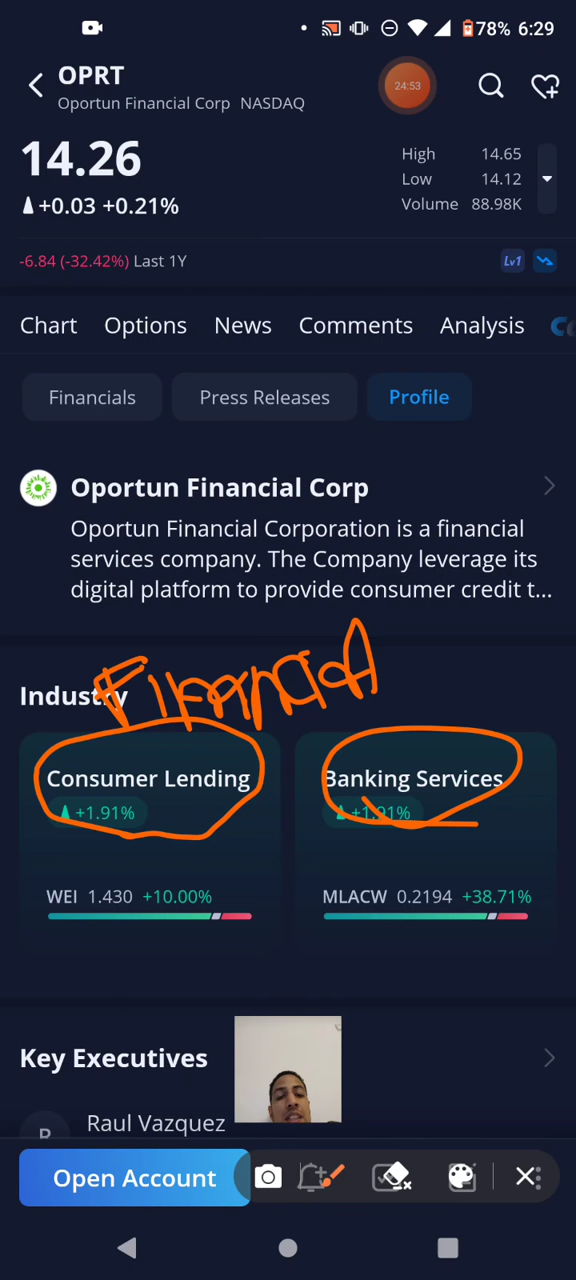 78% 6:29
OPRT
Oportun Financial Corp NASDAQ
24:53
14.26
+0.03 +0.21%
High 14.65
Low 14.12
Volume 88.98K
-6.84 (-32.42%) Last 1Y
Lv1
Chart Options News Comments Analysis
Financials Press Releases Profile
Oportun Financial Corp
Oportun Financial Corporation is a financial
services company. The Company leverage its
digital platform to provide consumer credit t...
Financial
Industry
Consumer Lending Banking Services
+1.91% +1.91%
WEI 1.430 +10.00% MLACW 0.2194 +38.71%
Key Executives
Raul Vazquez
R
Open Account